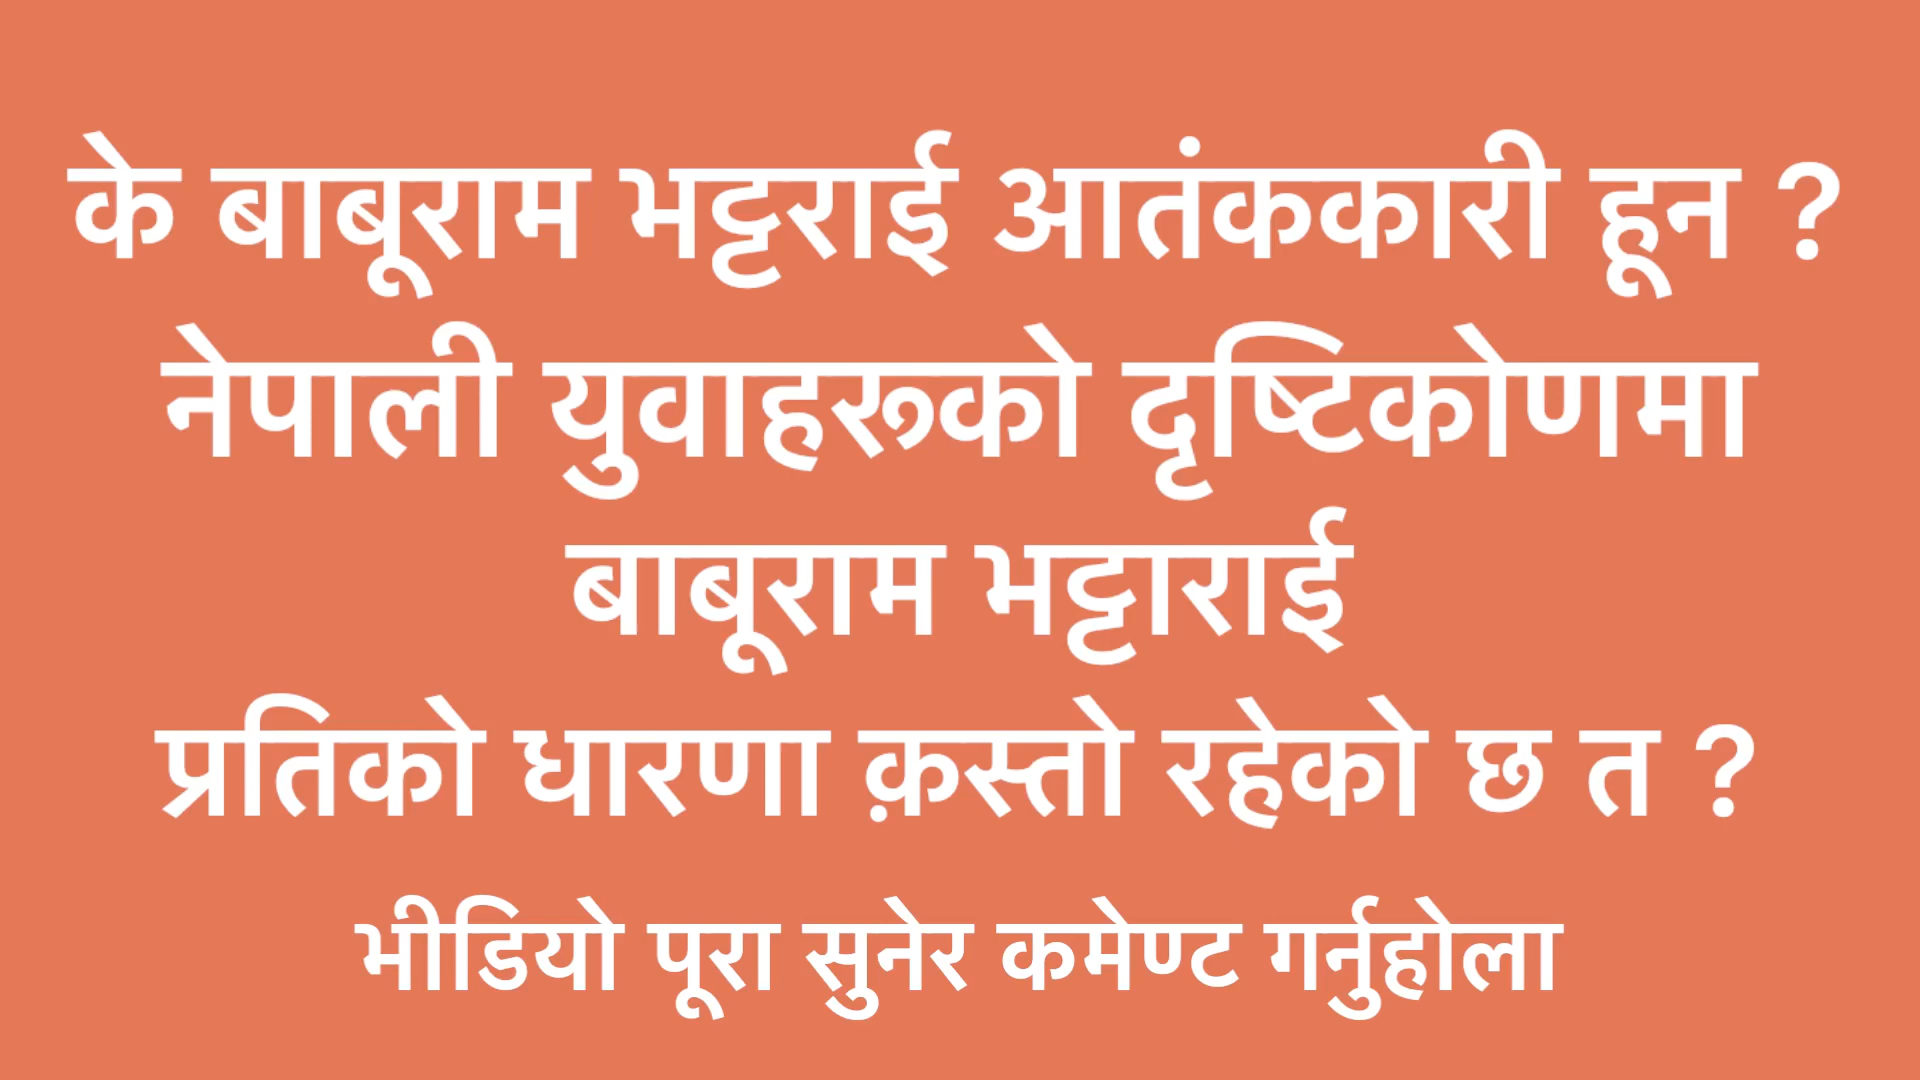 के बाबूराम भट्टराई आतंककारी हून ?
नेपाली युवाहरूको दृष्टिकोणमा
बाबूराम भट्टाराई
प्रतिको धारणा क़स्तो रहेको छ त ?
भीडियो पूरा सुनेर कमेण्ट गर्नुहोला